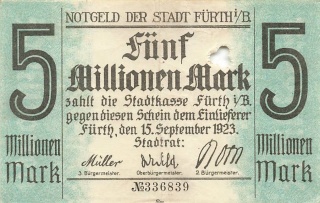 NOTGELD DER STADT FÜRTH i/B.
5
Fünf
Millionen Mark
zahlt die Stadtkasse Fürth i/B.
gegen diesen Schein dem Einlieferer
Fürth, den 15. September 1923.
Stadtrat:
5
Millionen
Mark
Millionen
Mark
3. Bürgermeister.
Oberbürgermeister.
2. Bürgermeister.
№336839